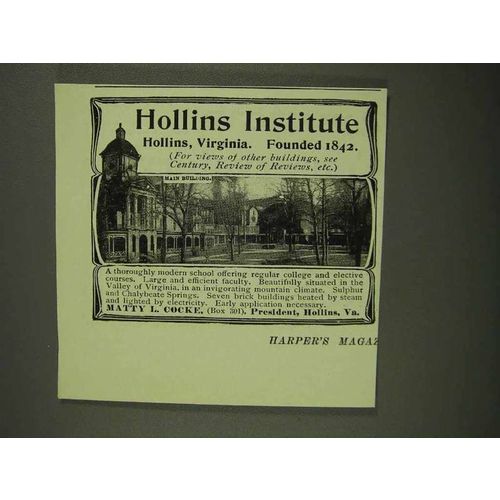 Hollins Institute
Hollins, Virginia. Founded 1842.
(For views of other buildings, see
Century, Review of Reviews, etc.)
MAIN BUILDING.
A thoroughly modern school offering regular college and elective
courses. Large and efficient faculty. Beautifully situated in the
Valley of Virginia, in an invigorating mountain climate. Sulphur
and Chalybeate Springs. Seven brick buildings heated by steam
and lighted by electricity. Early application necessary.
MATTY L. COCKE, (Box 301). President, Hollins, Va.
HARPER'S MAGAZ